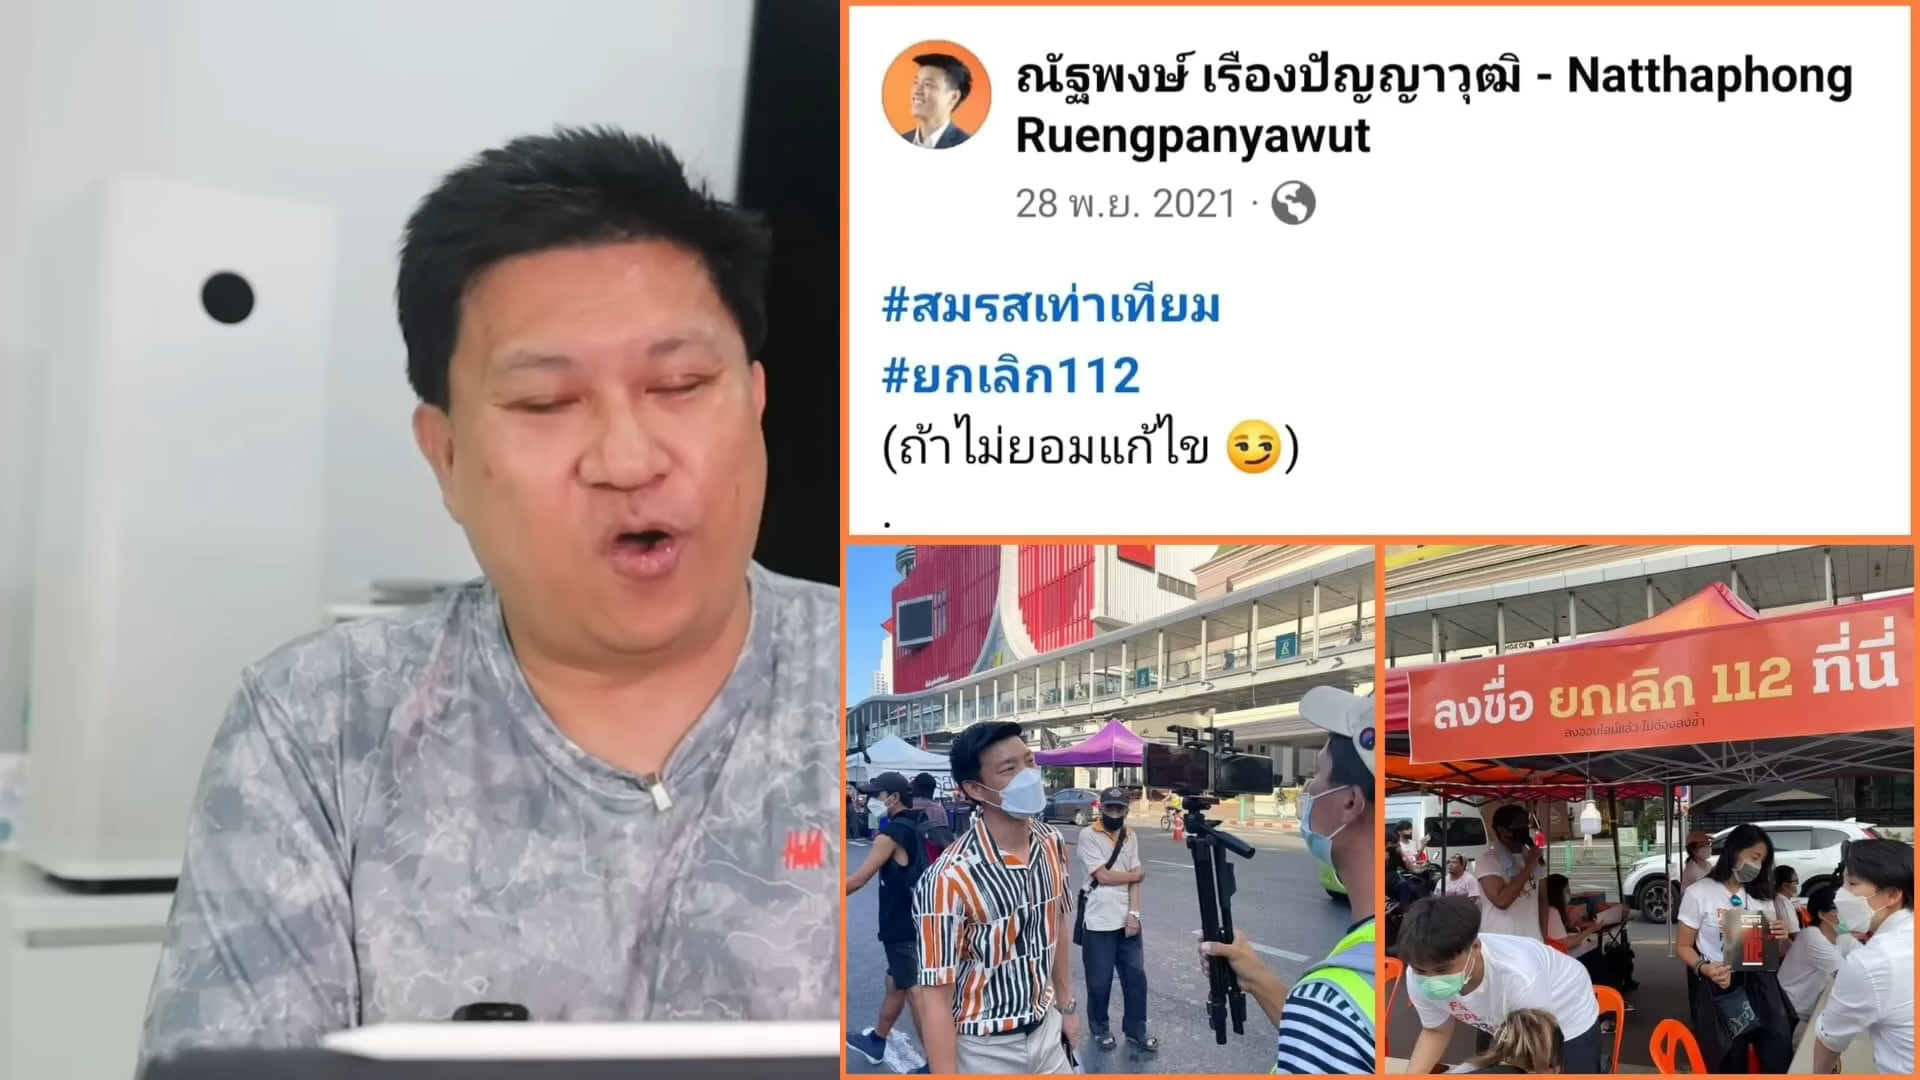 ณัฐพงษ์ เรืองปัญญาวุฒิ - Natthaphong
Ruengpanyawut
28 พ.ย. 2021
#สมรสเท่าเทียม
#ยกเลิก112
(ถ้าไม่ยอมแก้ไข 😏)
.
H&M
ลงชื่อ ยกเลิก 112 ที่นี่
ลงออนไลน์แล้ว ไม่ต้องลงซ้ำ